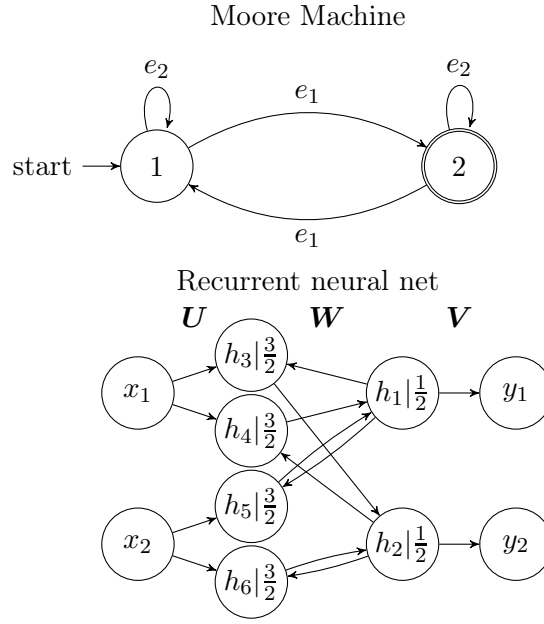 Moore Machine
e₂ e₂
e₁
start 1 2
e₁
Recurrent neural net
U W V
h₃|3/2
x₁ h₁|1/2 y₁
h₄|3/2
h₅|3/2
x₂ h₂|1/2 y₂
h₆|3/2